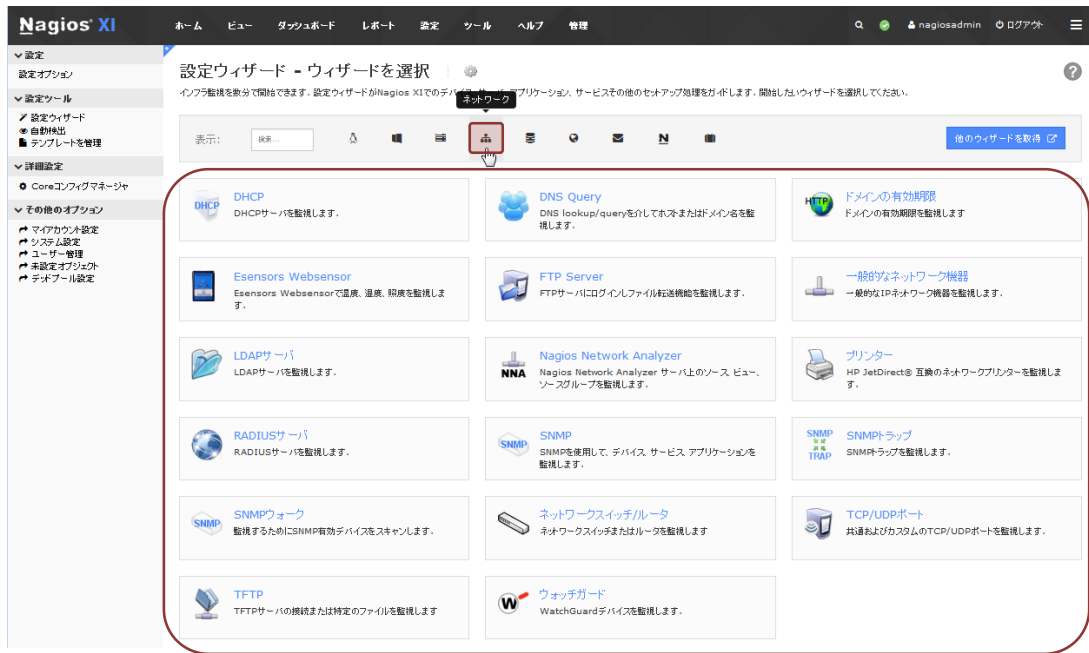 Nagios® XI
ホーム ビュー ダッシュボード レポート 設定 ツール ヘルプ 管理
nagiosadmin ログアウト
設定
設定オプション
設定ツール
設定ウィザード
自動検出
テンプレートを管理
詳細設定
Coreコンフィグマネージャ
その他のオプション
マイアカウント設定
システム設定
ユーザー管理
未設定オブジェクト
デッドプール設定
設定ウィザード - ウィザードを選択
インフラ監視を数分で開始できます。設定ウィザードがNagios XIでのデバイス、サーバ、アプリケーション、サービスその他のセットアップ処理をガイドします。開始したいウィザードを選択してください。
ネットワーク
表示: 検索... N 他のウィザードを取得
DHCP
DHCP
DHCPサーバを監視します。
DNS Query
DNS lookup/queryを介してホストまたはドメイン名を監
視します。
HTTP
ドメインの有効期限
ドメインの有効期限を監視します
Esensors Websensor
Esensors Websensorで温度、湿度、照度を監視しま
す。
FTP Server
FTPサーバにログインしファイル転送機能を監視します。
一般的なネットワーク機器
一般的なIPネットワーク機器を監視します。
LDAPサーバ
LDAPサーバを監視します。
NNA
Nagios Network Analyzer
Nagios Network Analyzer サーバ上のソース、ビュー、
ソースグループを監視します。
プリンター
HP JetDirect® 互換のネットワークプリンターを監視しま
す。
RADIUSサーバ
RADIUSサーバを監視します。
SNMP
SNMP
SNMPを使用して、デバイス、サービス、アプリケーションを
監視します。
SNMP
TRAP
SNMPトラップ
SNMPトラップを監視します。
SNMP
SNMPウォーク
監視するためにSNMP有効デバイスをスキャンします。
ネットワークスイッチ/ルータ
ネットワークスイッチまたはルータを監視します
TCP/UDPポート
共通およびカスタムのTCP/UDPポートを監視します。
TFTP
TFTPサーバの接続または特定のファイルを監視します
W
ウォッチガード
WatchGuardデバイスを監視します。